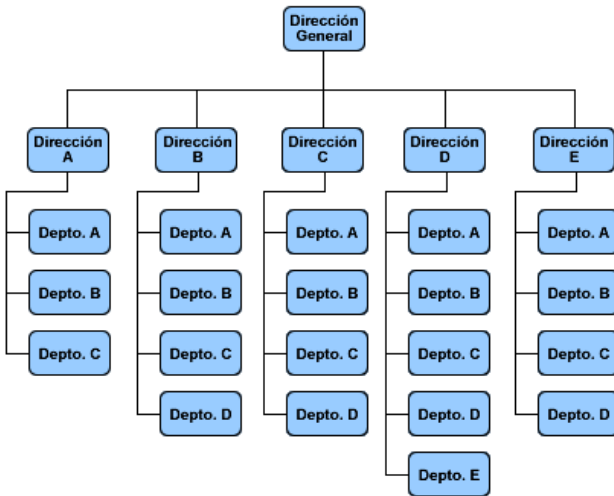 Dirección
General
Dirección
A
Dirección
B
Dirección
C
Dirección
D
Dirección
E
Depto. A
Depto. A
Depto. A
Depto. A
Depto. A
Depto. B
Depto. B
Depto. B
Depto. B
Depto. B
Depto. C
Depto. C
Depto. C
Depto. C
Depto. C
Depto. D
Depto. D
Depto. D
Depto. D
Depto. E